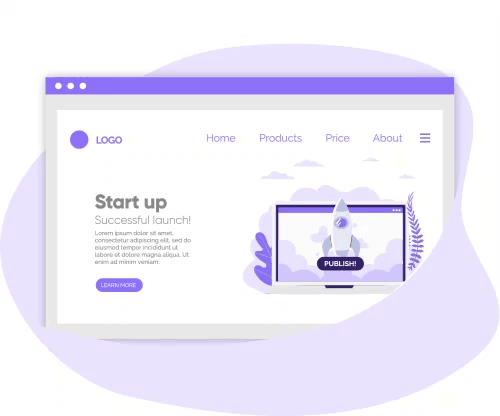 LOGO
Home Products Price About
Start up
Successful launch!
Lorem ipsum dolor sit amet,
consectetur adipiscing elit, sed do
eiusmod tempor incididunt ut
labore et dolore magna aliqua. Ut
enim ad minim veniam.
LEARN MORE
PUBLISH!